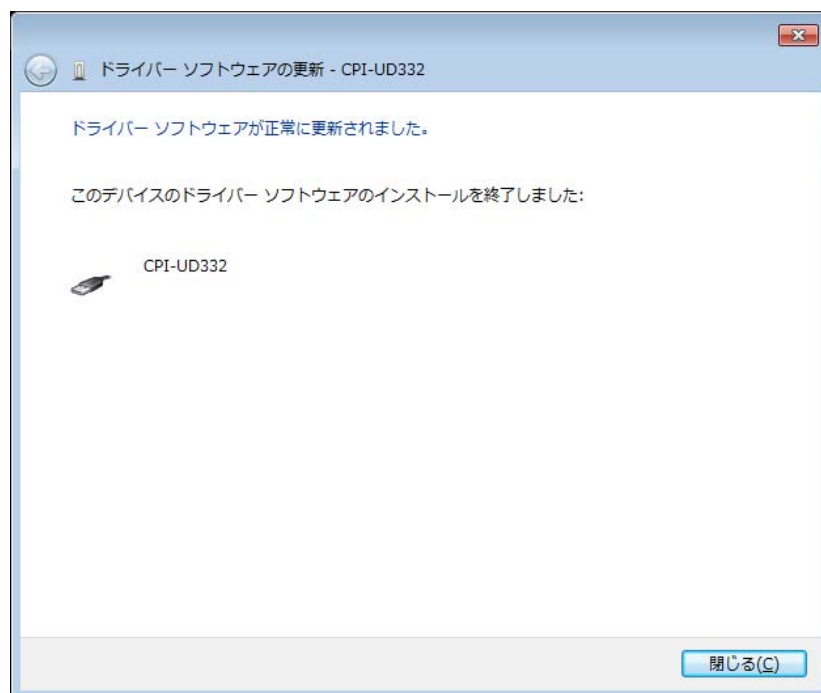 ドライバー ソフトウェアの更新 - CPI-UD332
ドライバー ソフトウェアが正常に更新されました。
このデバイスのドライバー ソフトウェアのインストールを終了しました:
CPI-UD332
閉じる(C)